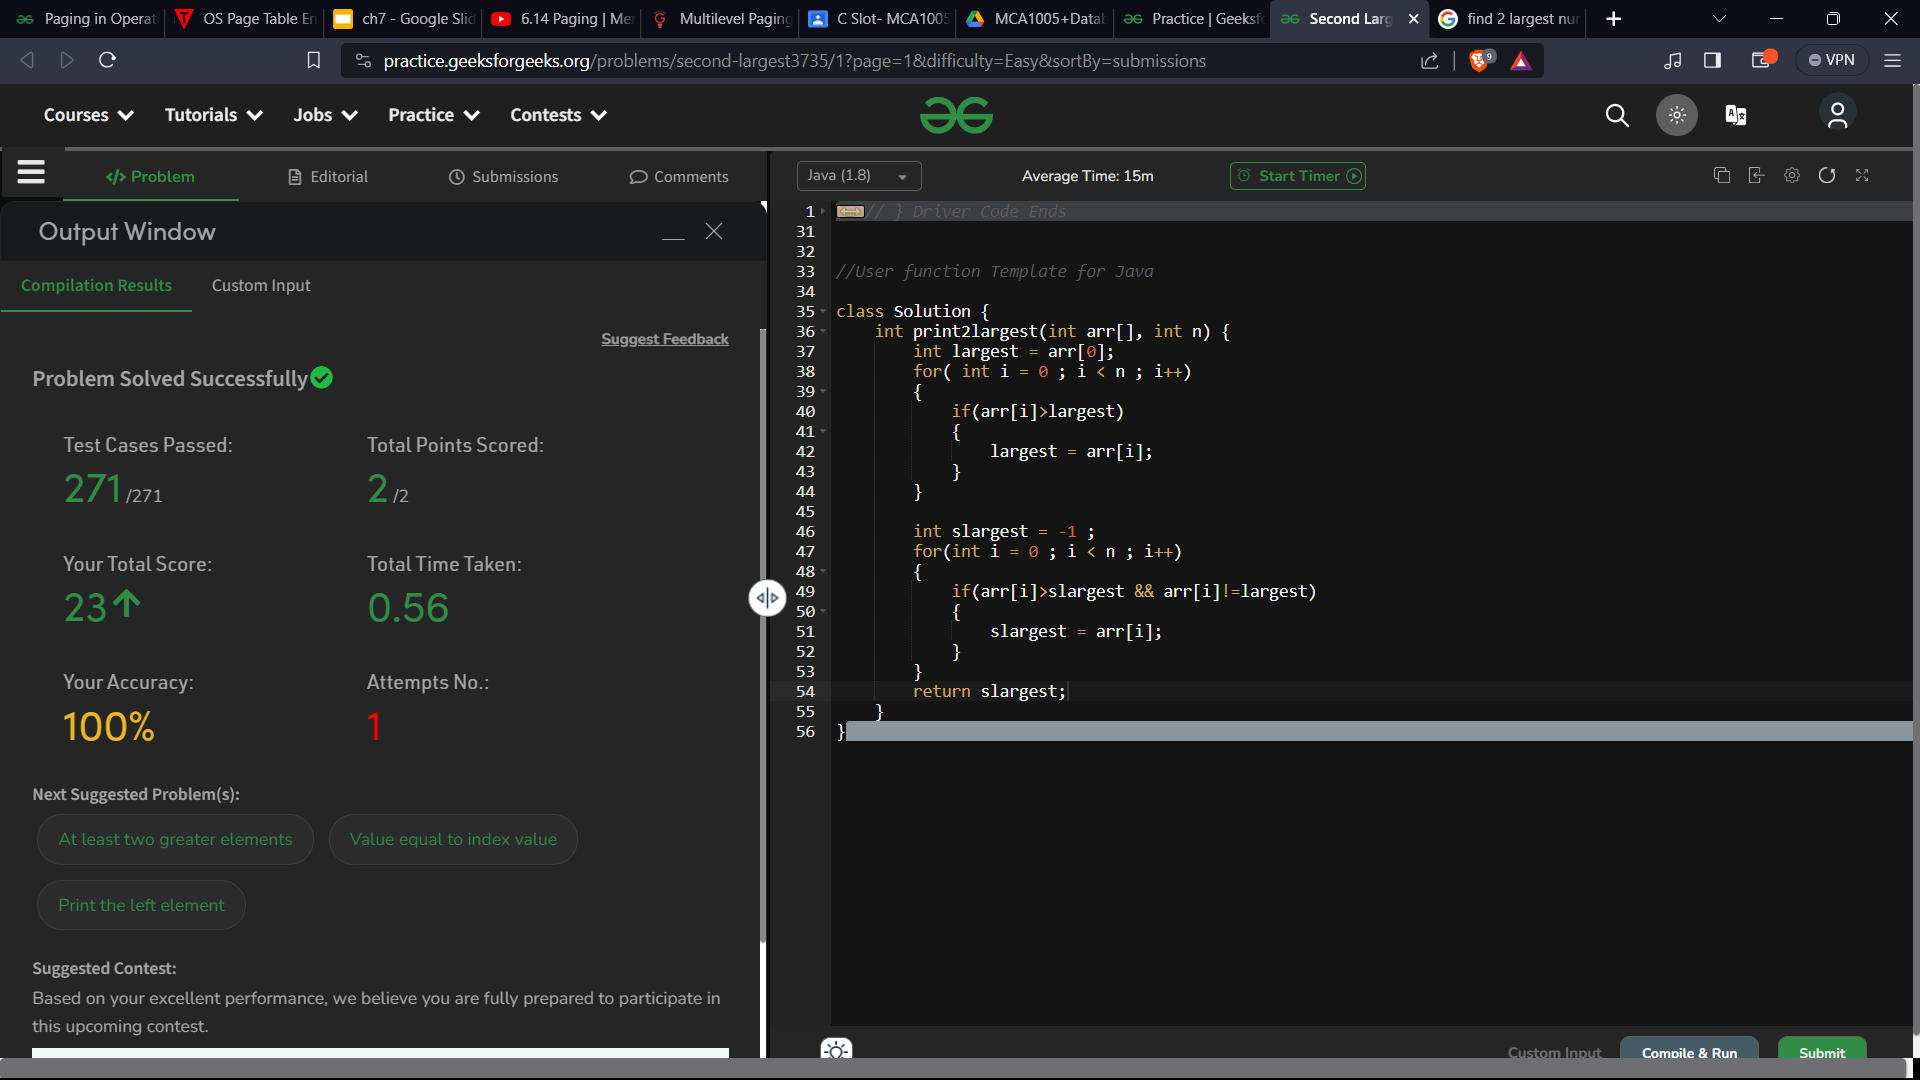 Paging in Operat
OS Page Table En
ch7 - Google Slid
6.14 Paging | Mem
Multilevel Paging
C Slot- MCA1005
MCA1005+Datab
Practice | Geeksfo
Second Larg
find 2 largest nun
practice.geeksforgeeks.org/problems/second-largest3735/1?page=1&difficulty=Easy&sortBy=submissions
9
VPN
Courses
Tutorials
Jobs
Practice
Contests
</> Problem
Editorial
Submissions
Comments
Java (1.8)
Average Time: 15m
Start Timer
Output Window
Compilation Results
Custom Input
Suggest Feedback
Problem Solved Successfully
Test Cases Passed:
271 /271
Total Points Scored:
2 /2
Your Total Score:
23
Total Time Taken:
0.56
Your Accuracy:
100%
Attempts No.:
1
Next Suggested Problem(s):
At least two greater elements
Value equal to index value
Print the left element
Suggested Contest:
Based on your excellent performance, we believe you are fully prepared to participate in
this upcoming contest.
1 // } Driver Code Ends
31
32
33 //User function Template for Java
34
35 class Solution {
36     int print2largest(int arr[], int n) {
37         int largest = arr[0];
38         for( int i = 0 ; i < n ; i++)
39         {
40             if(arr[i]>largest)
41             {
42                 largest = arr[i];
43             }
44         }
45
46         int slargest = -1 ;
47         for(int i = 0 ; i < n ; i++)
48         {
49             if(arr[i]>slargest && arr[i]!=largest)
50             {
51                 slargest = arr[i];
52             }
53         }
54         return slargest;
55     }
56 }
Custom Input
Compile & Run
Submit